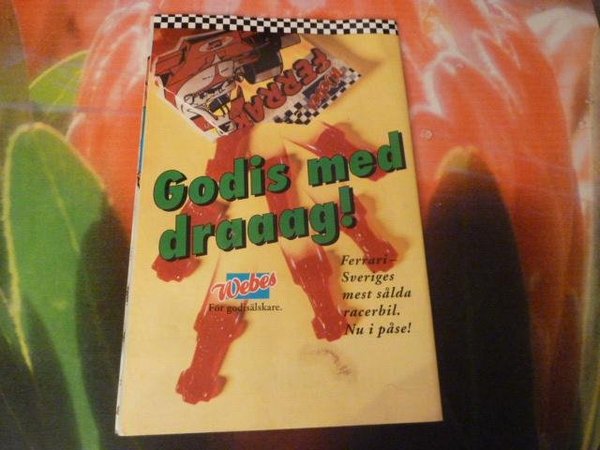 FERRARI
Godis med
draaag!
Webes
För godisälskare.
Ferrari–
Sveriges
mest sålda
racerbil.
Nu i påse!